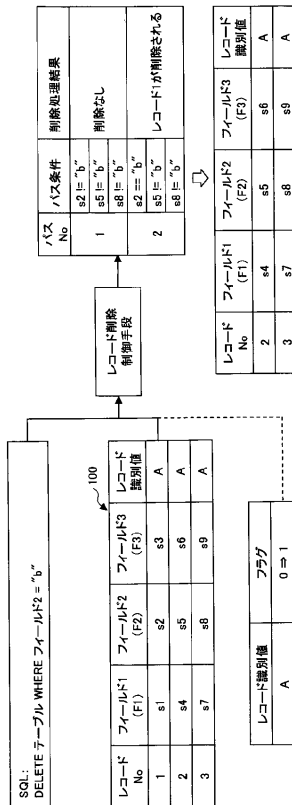 SQL:
DELETE テーブル WHERE フィールド2 = "b"
100
レコード No フィールド1 (F1) フィールド2 (F2) フィールド3 (F3) レコード 識別値
1 s1 s2 s3 A
2 s4 s5 s6 A
3 s7 s8 s9 A
レコード識別値 フラグ
A 0⇒1
レコード削除
制御手段
パス No パス条件 削除処理結果
1 s2 != "b" 削除なし
s5 != "b"
s8 != "b"
2 s2 == "b" レコード1が削除される
s5 != "b"
s8 != "b"
レコード No フィールド1 (F1) フィールド2 (F2) フィールド3 (F3) レコード 識別値
2 s4 s5 s6 A
3 s7 s8 s9 A